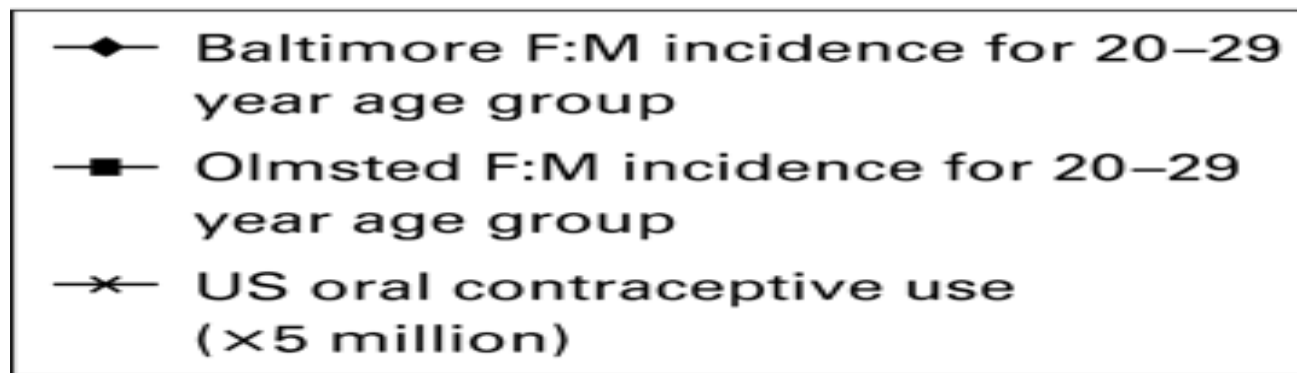 Baltimore F:M incidence for 20–29
year age group
Olmsted F:M incidence for 20–29
year age group
US oral contraceptive use
(×5 million)